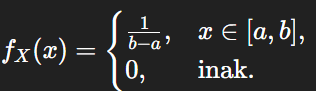 f_X(x) = { 1/(b−a), x ∈ [a, b],
0, inak.